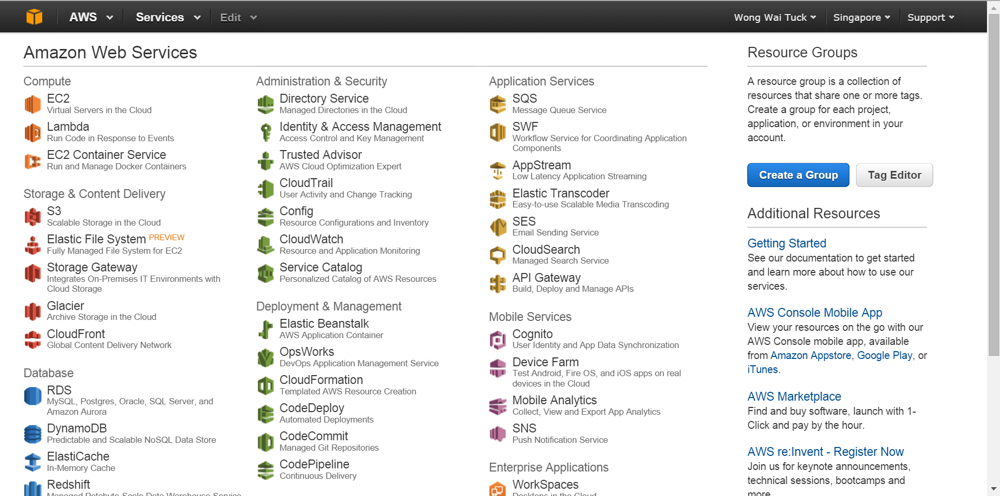 AWS
Services
Edit
Wong Wai Tuck
Singapore
Support
Amazon Web Services
Compute
EC2
Virtual Servers in the Cloud
Lambda
Run Code in Response to Events
EC2 Container Service
Run and Manage Docker Containers
Storage & Content Delivery
S3
Scalable Storage in the Cloud
Elastic File System PREVIEW
Fully Managed File System for EC2
Storage Gateway
Integrates On-Premises IT Environments with
Cloud Storage
Glacier
Archive Storage in the Cloud
CloudFront
Global Content Delivery Network
Database
RDS
MySQL, Postgres, Oracle, SQL Server, and
Amazon Aurora
DynamoDB
Predictable and Scalable NoSQL Data Store
ElastiCache
In-Memory Cache
Redshift
Managed Petabyte-Scale Data Warehouse Service
Administration & Security
Directory Service
Managed Directories in the Cloud
Identity & Access Management
Access Control and Key Management
Trusted Advisor
AWS Cloud Optimization Expert
CloudTrail
User Activity and Change Tracking
Config
Resource Configurations and Inventory
CloudWatch
Resource and Application Monitoring
Service Catalog
Personalized Catalog of AWS Resources
Deployment & Management
Elastic Beanstalk
AWS Application Container
OpsWorks
DevOps Application Management Service
CloudFormation
Templated AWS Resource Creation
CodeDeploy
Automated Deployments
CodeCommit
Managed Git Repositories
CodePipeline
Continuous Delivery
Application Services
SQS
Message Queue Service
SWF
Workflow Service for Coordinating Application
Components
AppStream
Low Latency Application Streaming
Elastic Transcoder
Easy-to-use Scalable Media Transcoding
SES
Email Sending Service
CloudSearch
Managed Search Service
API Gateway
Build, Deploy and Manage APIs
Mobile Services
Cognito
User Identity and App Data Synchronization
Device Farm
Test Android, Fire OS, and iOS apps on real
devices in the Cloud
Mobile Analytics
Collect, View and Export App Analytics
SNS
Push Notification Service
Enterprise Applications
WorkSpaces
Desktops in the Cloud
Resource Groups
A resource group is a collection of
resources that share one or more tags.
Create a group for each project,
application, or environment in your
account.
Create a Group
Tag Editor
Additional Resources
Getting Started
See our documentation to get started
and learn more about how to use our
services.
AWS Console Mobile App
View your resources on the go with our
AWS Console mobile app, available
from Amazon Appstore, Google Play, or
iTunes.
AWS Marketplace
Find and buy software, launch with 1-
Click and pay by the hour.
AWS re:Invent - Register Now
Join us for keynote announcements,
technical sessions, bootcamps and
more